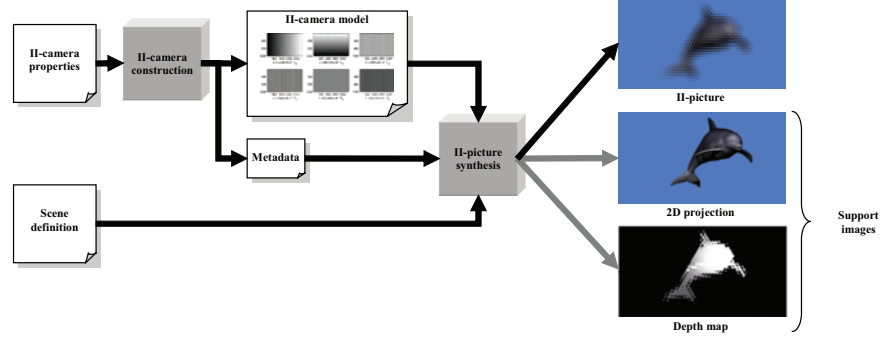 II-camera model
II-camera
properties
II-camera
construction
II-picture
Metadata
II-picture
synthesis
Scene
definition
2D projection
Support
images
Depth map